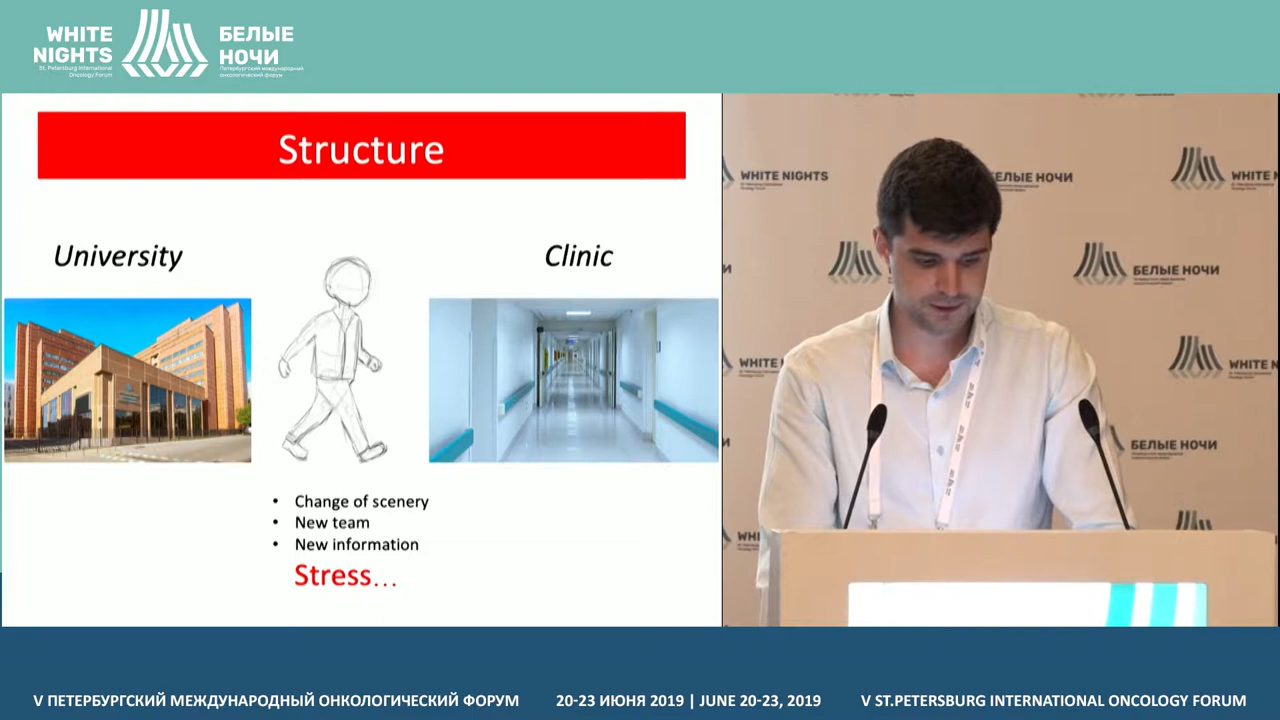 WHITE
NIGHTS
St. Petersburg International
Oncology Forum
БЕЛЫЕ
НОЧИ
Петербургский международный
онкологический форум
Structure
University
Clinic
• Change of scenery
• New team
• New information
Stress...
WHITE NIGHTS
БЕЛЫЕ НОЧИ
WHITE N
БЕЛЫЕ НОЧИ
WHITE N
БЕЛЫЕ НОЧИ
V ПЕТЕРБУРГСКИЙ МЕЖДУНАРОДНЫЙ ОНКОЛОГИЧЕСКИЙ ФОРУМ
20-23 ИЮНЯ 2019 | JUNE 20-23, 2019
V ST.PETERSBURG INTERNATIONAL ONCOLOGY FORUM